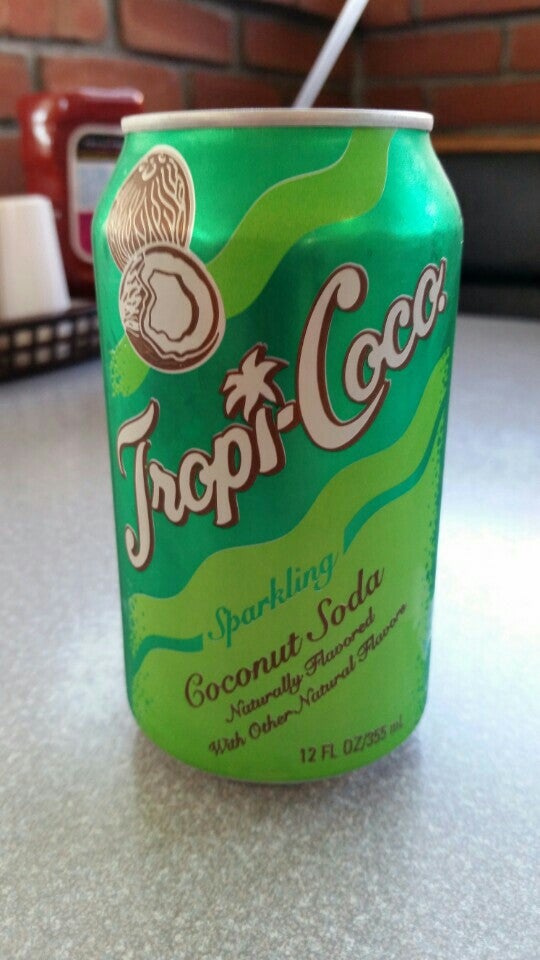 Tropi-Coco.
Sparkling
Coconut Soda
Naturally Flavored
With Other Natural Flavors
12 FL OZ/355 mL